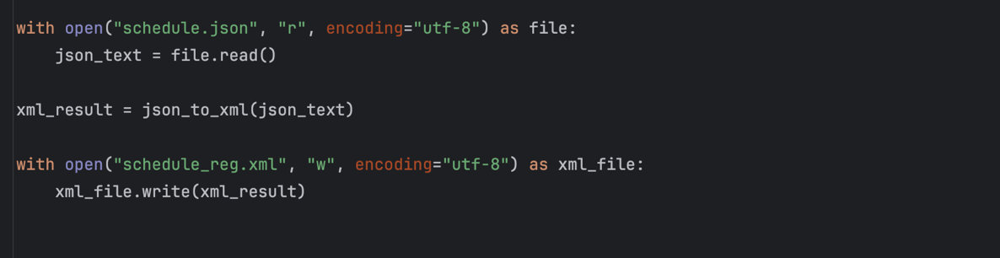 with open("schedule.json", "r", encoding="utf-8") as file:
    json_text = file.read()

xml_result = json_to_xml(json_text)

with open("schedule_reg.xml", "w", encoding="utf-8") as xml_file:
    xml_file.write(xml_result)